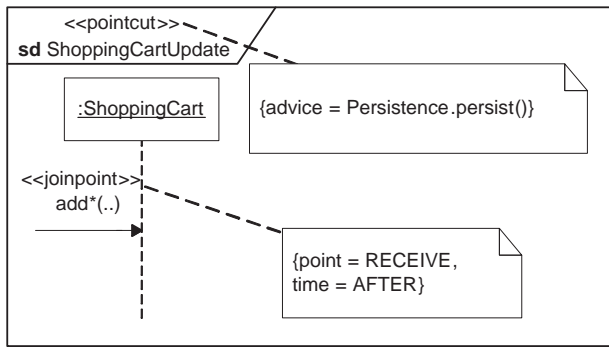 <<pointcut>>
sd ShoppingCartUpdate
:ShoppingCart
{advice = Persistence.persist()}
<<joinpoint>>
add*(..)
{point = RECEIVE,
time = AFTER}